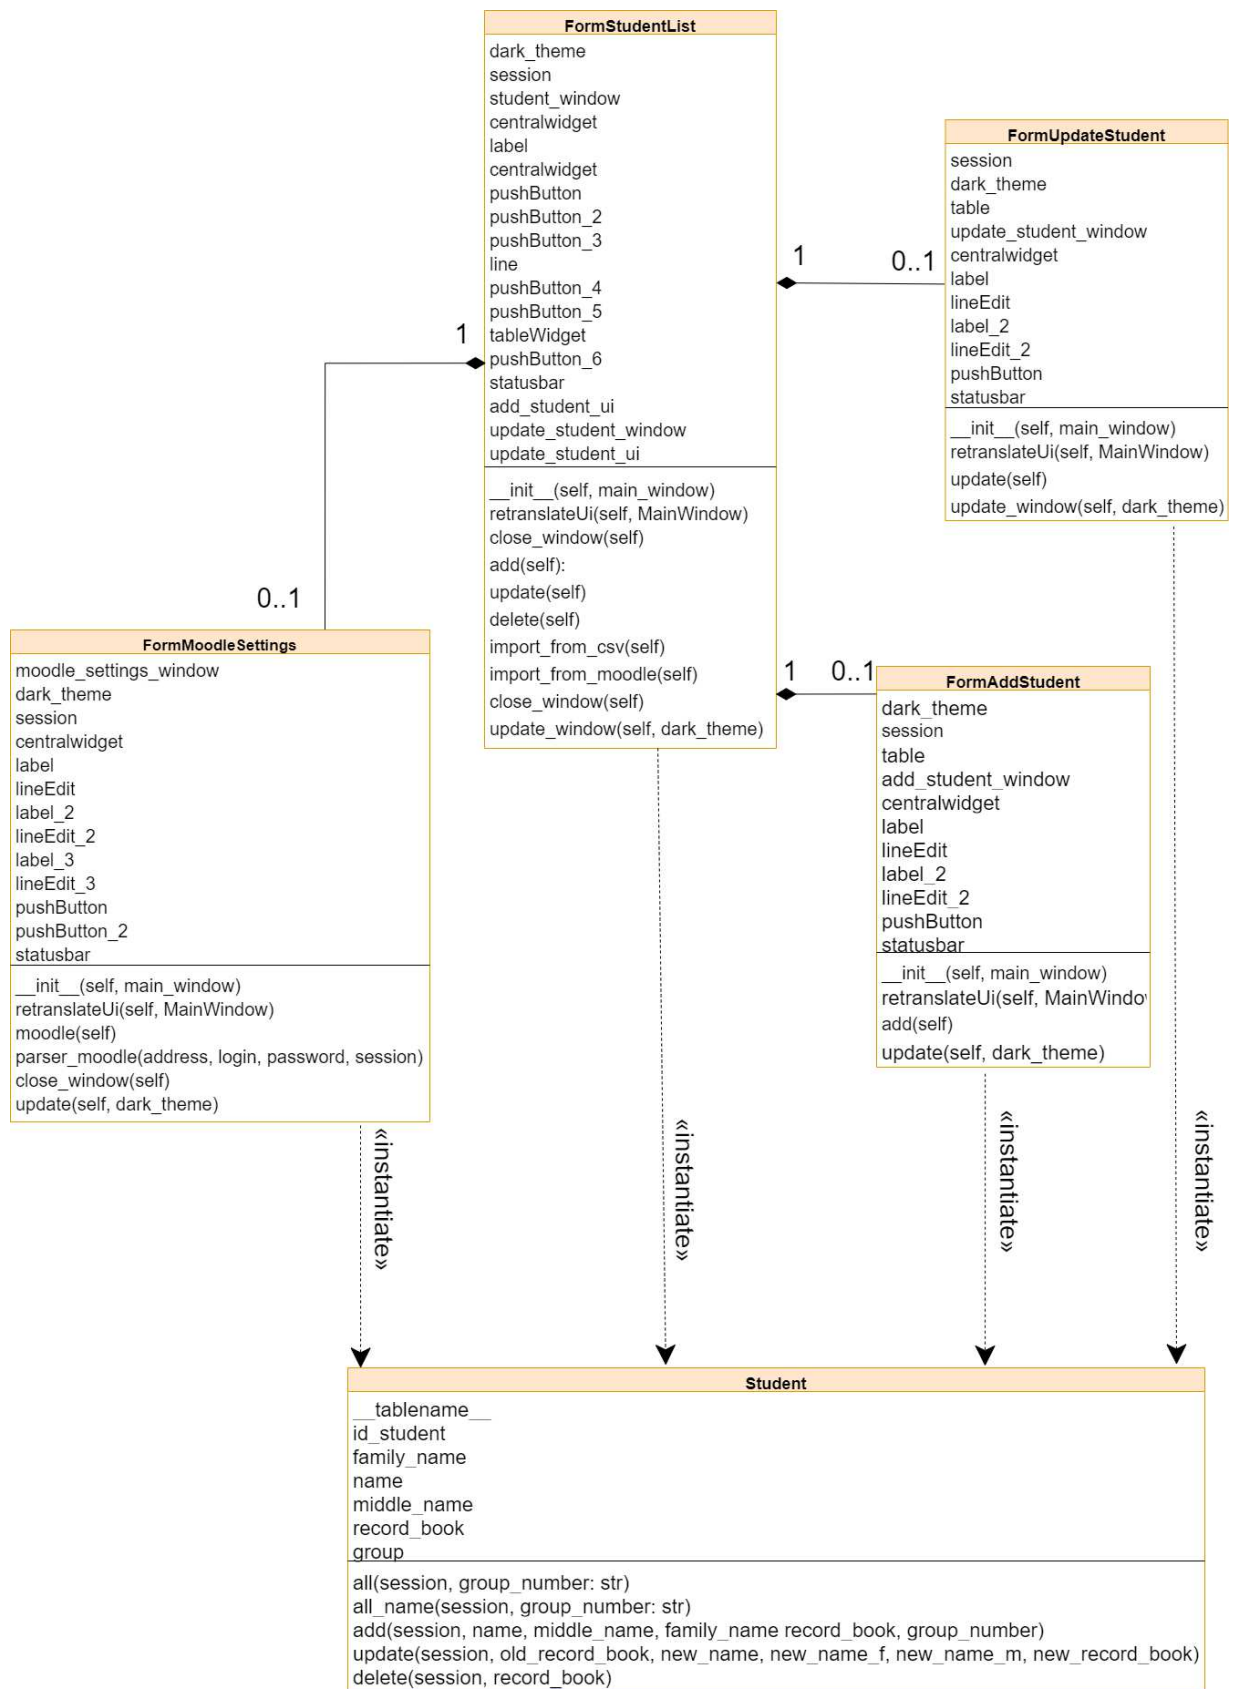 FormStudentList
dark_theme
session
student_window
centralwidget
label
centralwidget
pushButton
pushButton_2
pushButton_3
line
pushButton_4
pushButton_5
tableWidget
pushButton_6
statusbar
add_student_ui
update_student_window
update_student_ui
__init__(self, main_window)
retranslateUi(self, MainWindow)
close_window(self)
add(self):
update(self)
delete(self)
import_from_csv(self)
import_from_moodle(self)
close_window(self)
update_window(self, dark_theme)
FormUpdateStudent
session
dark_theme
table
update_student_window
centralwidget
label
lineEdit
label_2
lineEdit_2
pushButton
statusbar
__init__(self, main_window)
retranslateUi(self, MainWindow)
update(self)
update_window(self, dark_theme)
1
0..1
1
0..1
1
0..1
FormMoodleSettings
moodle_settings_window
dark_theme
session
centralwidget
label
lineEdit
label_2
lineEdit_2
label_3
lineEdit_3
pushButton
pushButton_2
statusbar
__init__(self, main_window)
retranslateUi(self, MainWindow)
moodle(self)
parser_moodle(address, login, password, session)
close_window(self)
update(self, dark_theme)
FormAddStudent
dark_theme
session
table
add_student_window
centralwidget
label
lineEdit
label_2
lineEdit_2
pushButton
statusbar
__init__(self, main_window)
retranslateUi(self, MainWindo
add(self)
update(self, dark_theme)
«instantiate»
«instantiate»
«instantiate»
«instantiate»
Student
__tablename__
id_student
family_name
name
middle_name
record_book
group
all(session, group_number: str)
all_name(session, group_number: str)
add(session, name, middle_name, family_name record_book, group_number)
update(session, old_record_book, new_name, new_name_f, new_name_m, new_record_book)
delete(session, record_book)